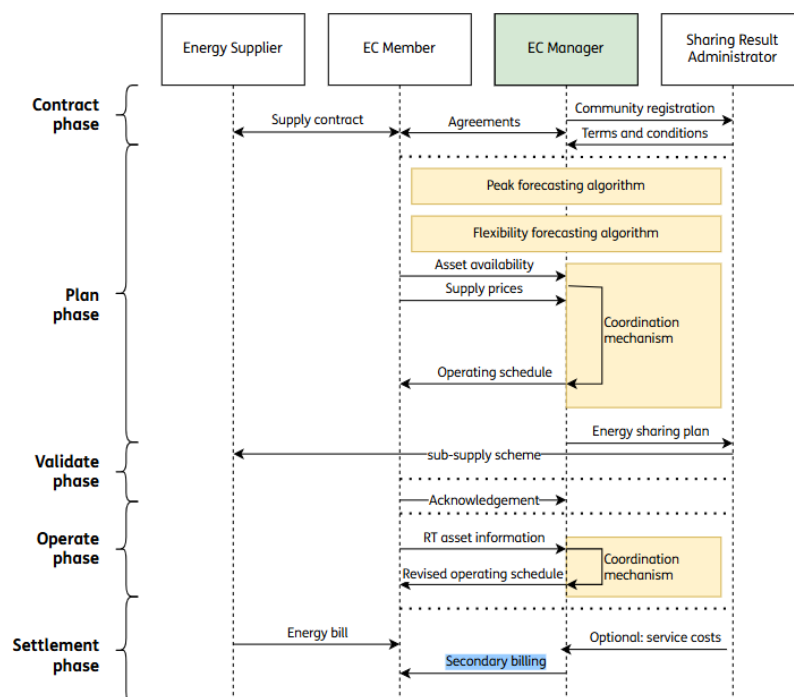 Energy Supplier
EC Member
EC Manager
Sharing Result
Administrator
Contract
phase
Supply contract
Agreements
Community registration
Terms and conditions
Plan
phase
Peak forecasting algorithm
Flexibility forecasting algorithm
Asset availability
Supply prices
Coordination
mechanism
Operating schedule
Energy sharing plan
Validate
phase
sub-supply scheme
Acknowledgement
Operate
phase
RT asset information
Coordination
mechanism
Revised operating schedule
Settlement
phase
Energy bill
Optional: service costs
Secondary billing